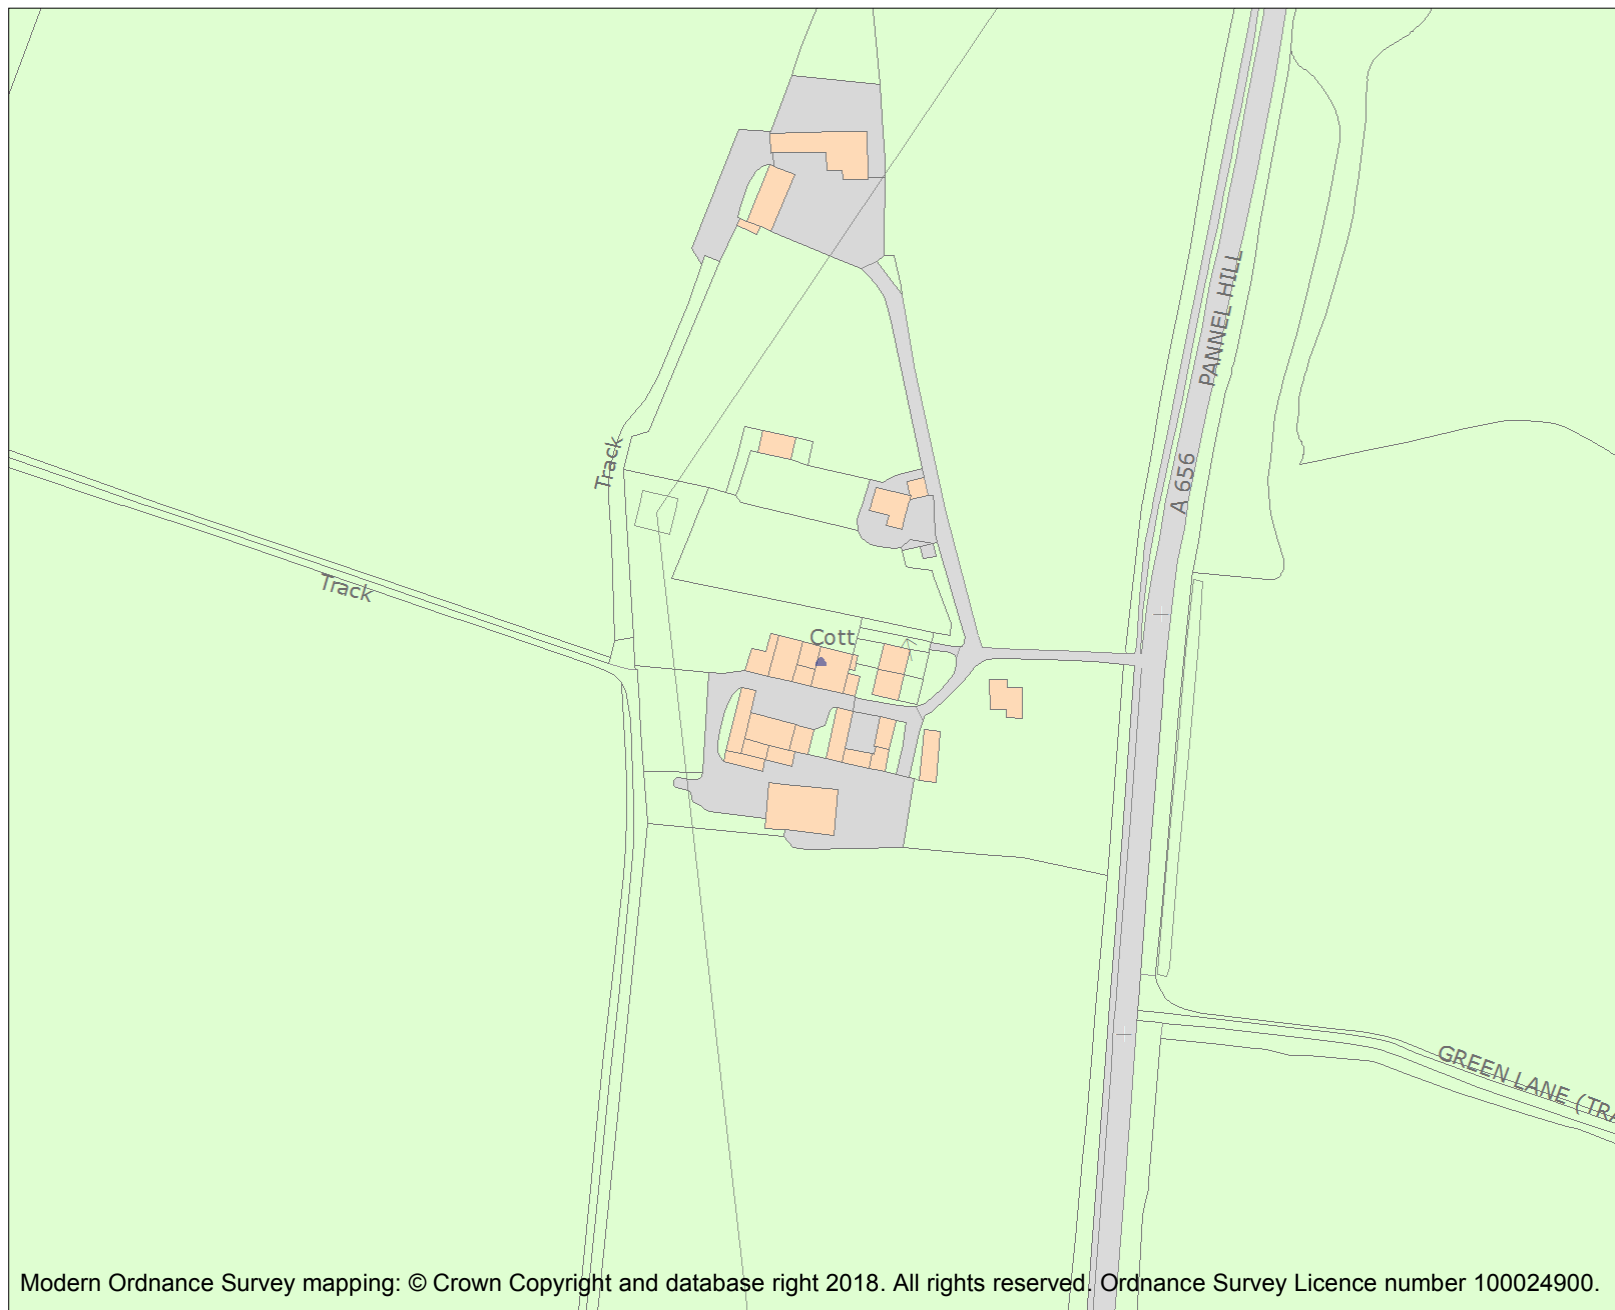 PANNEL HILL
Track
A 656
Track
Cott
GREEN LANE (TRA
Modern Ordnance Survey mapping: © Crown Copyright and database right 2018. All rights reserved. Ordnance Survey Licence number 100024900.